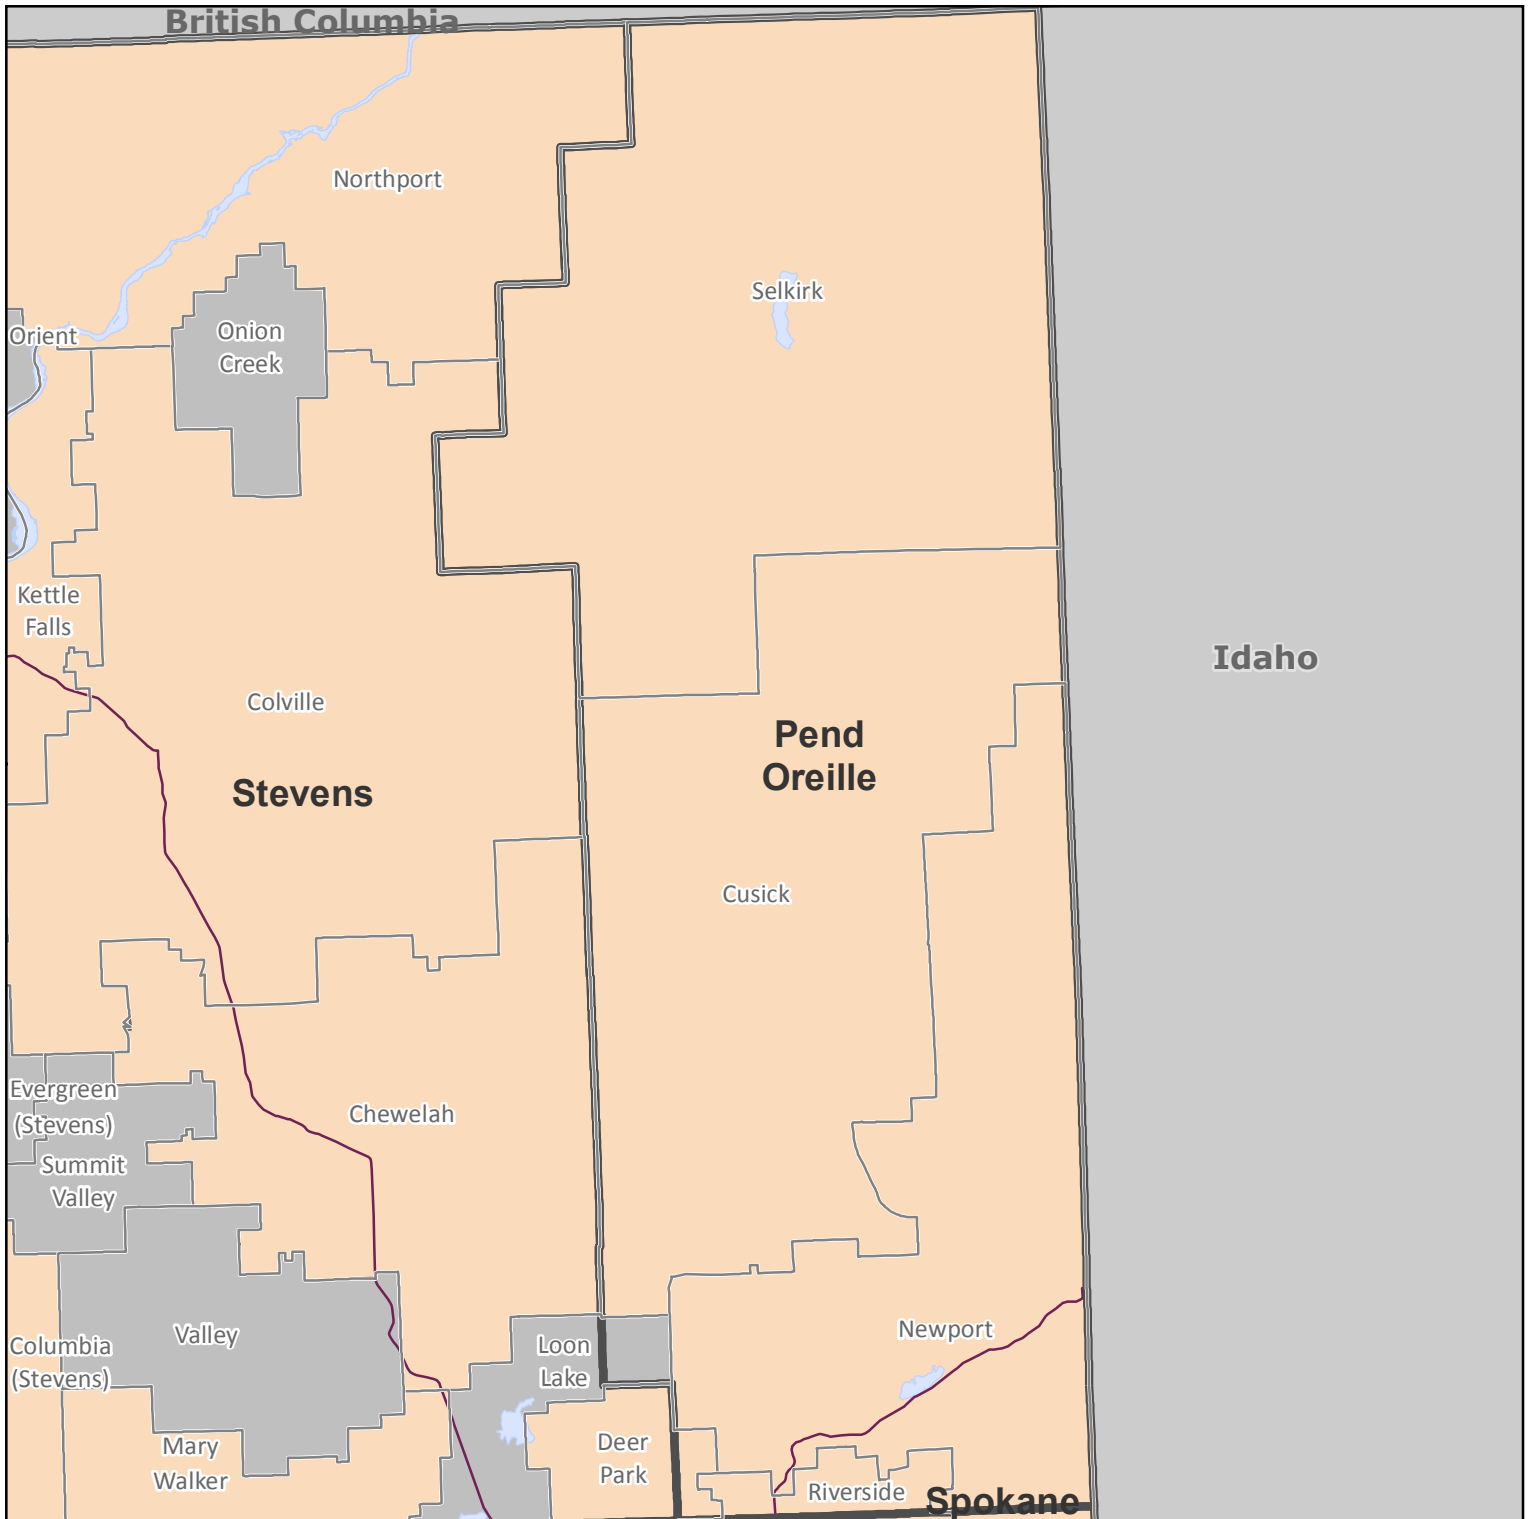 British Columbia
Northport
Selkirk
Orient
Onion
Creek
Kettle
Falls
Idaho
Colville
Pend
Oreille
Stevens
Cusick
Evergreen
(Stevens)
Chewelah
Summit
Valley
Newport
Valley
Loon
Lake
Columbia
(Stevens)
Deer
Park
Mary
Walker
Riverside
Spokane